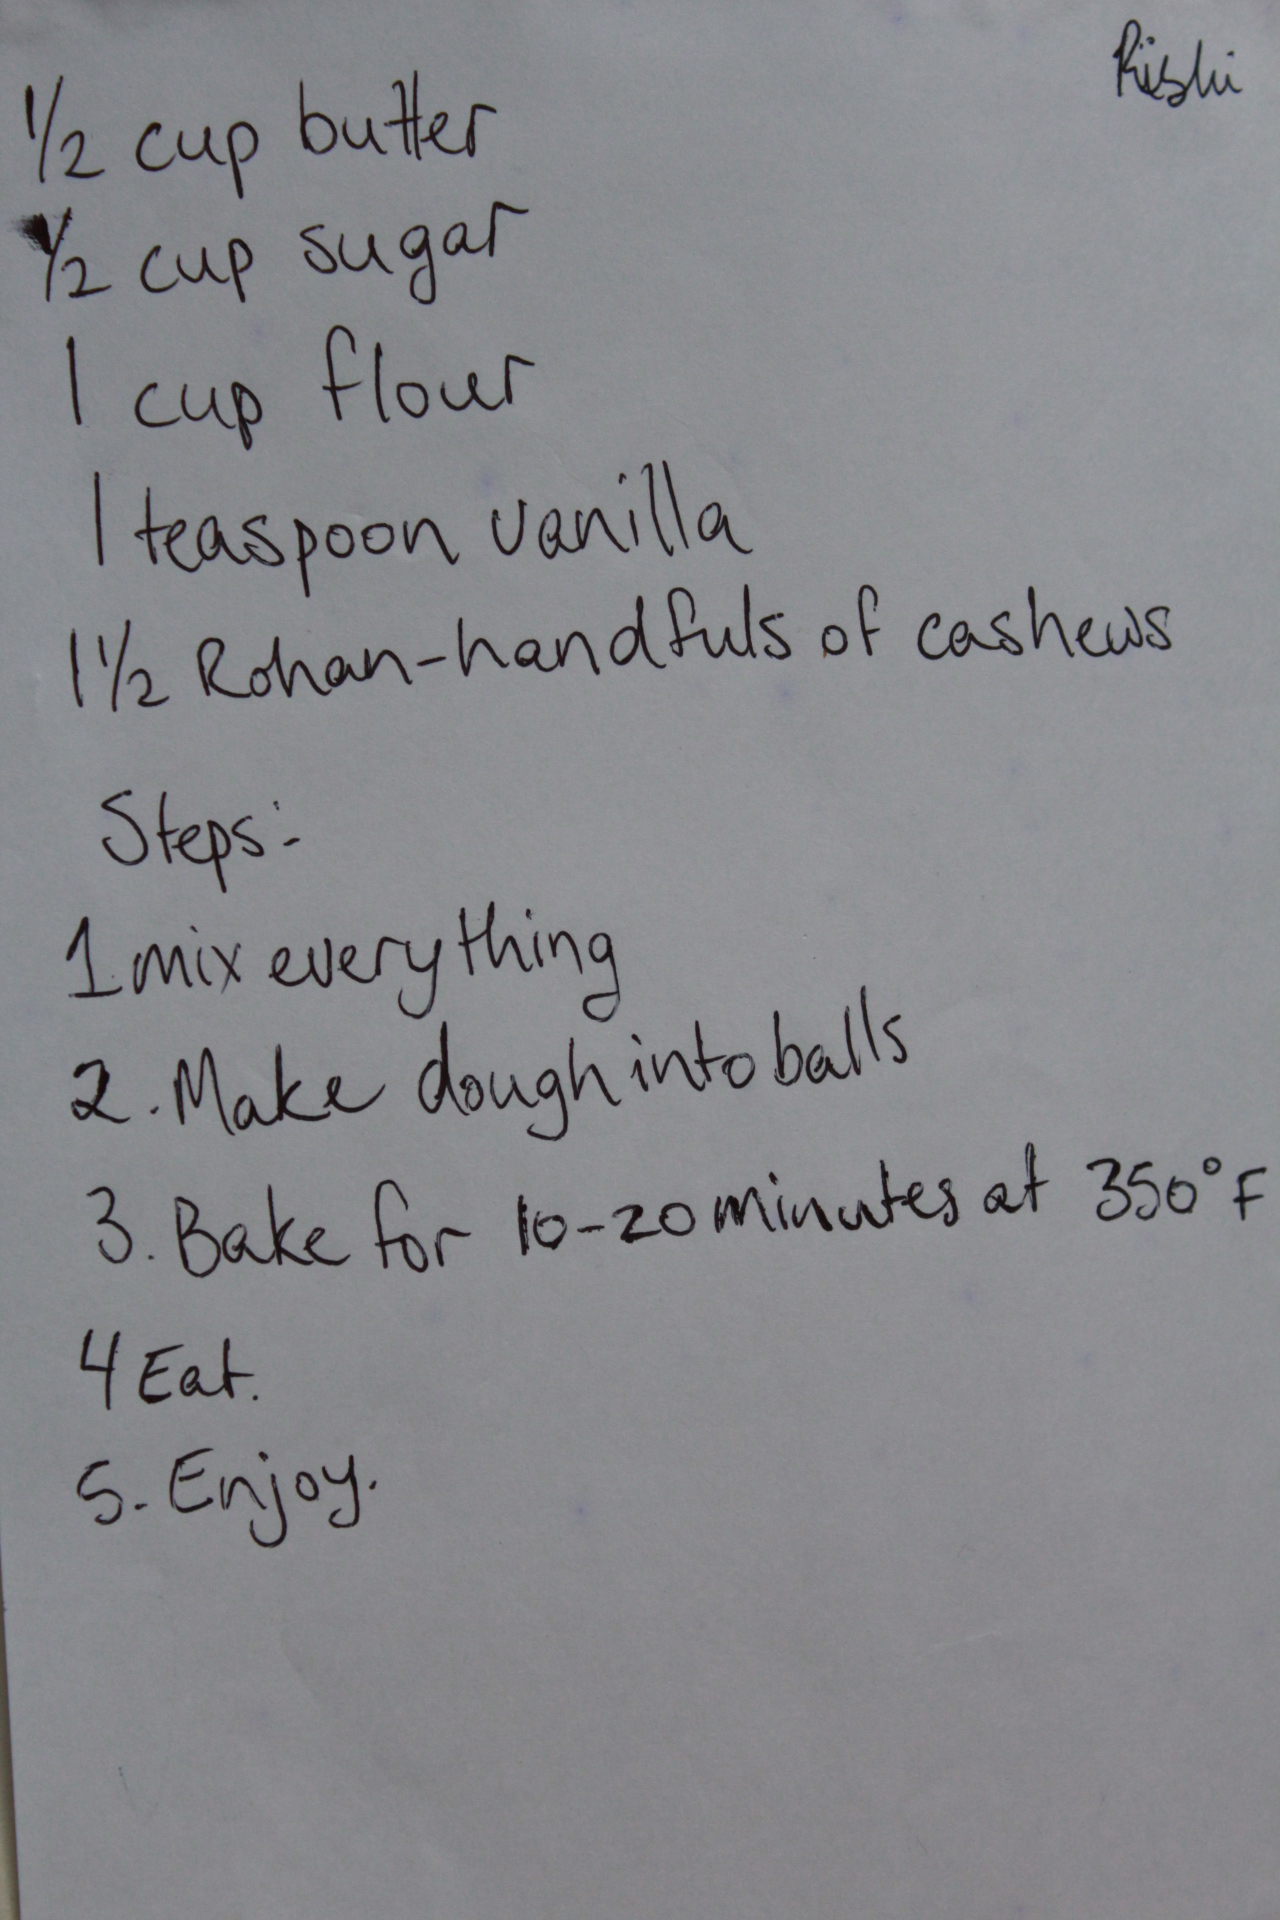 Rishi
1/2 cup butter
1/2 cup sugar
1 cup flour
1 teaspoon vanilla
1 1/2 Rohan-handfuls of cashews
Steps:-
1. mix everything
2. Make dough into balls
3. Bake for 10-20 minutes at 350°F
4 Eat.
5. Enjoy.